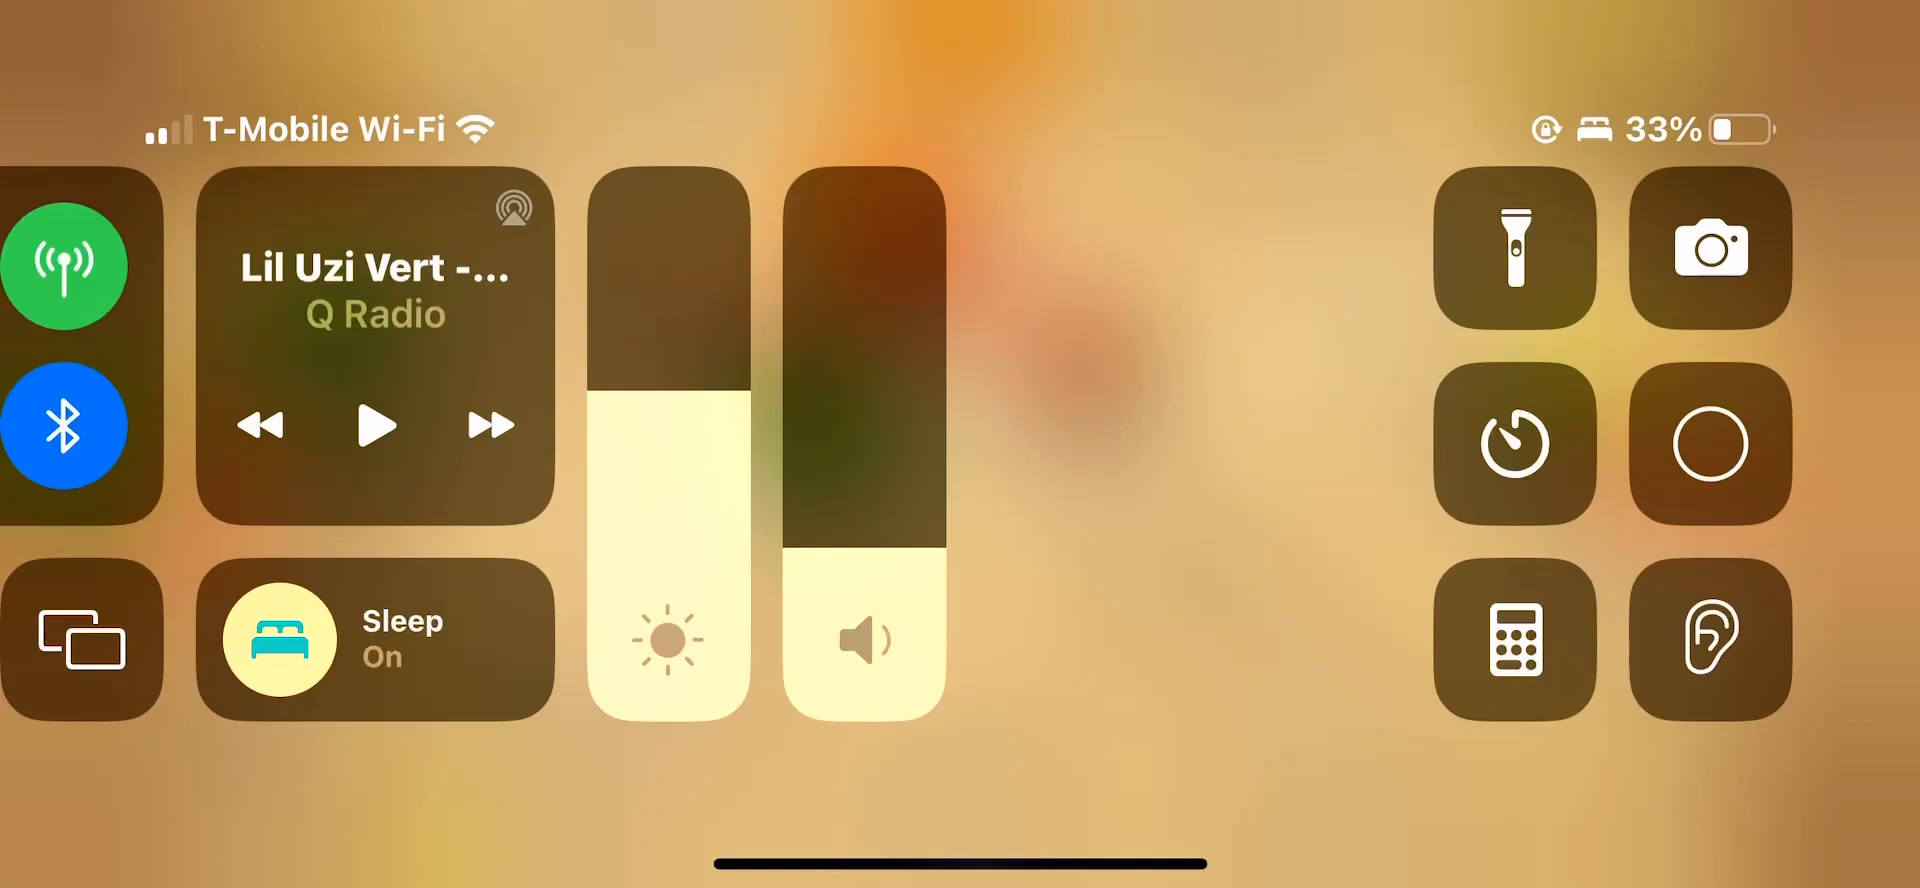 T-Mobile Wi-Fi
33%
Lil Uzi Vert -...
Q Radio
Sleep
On